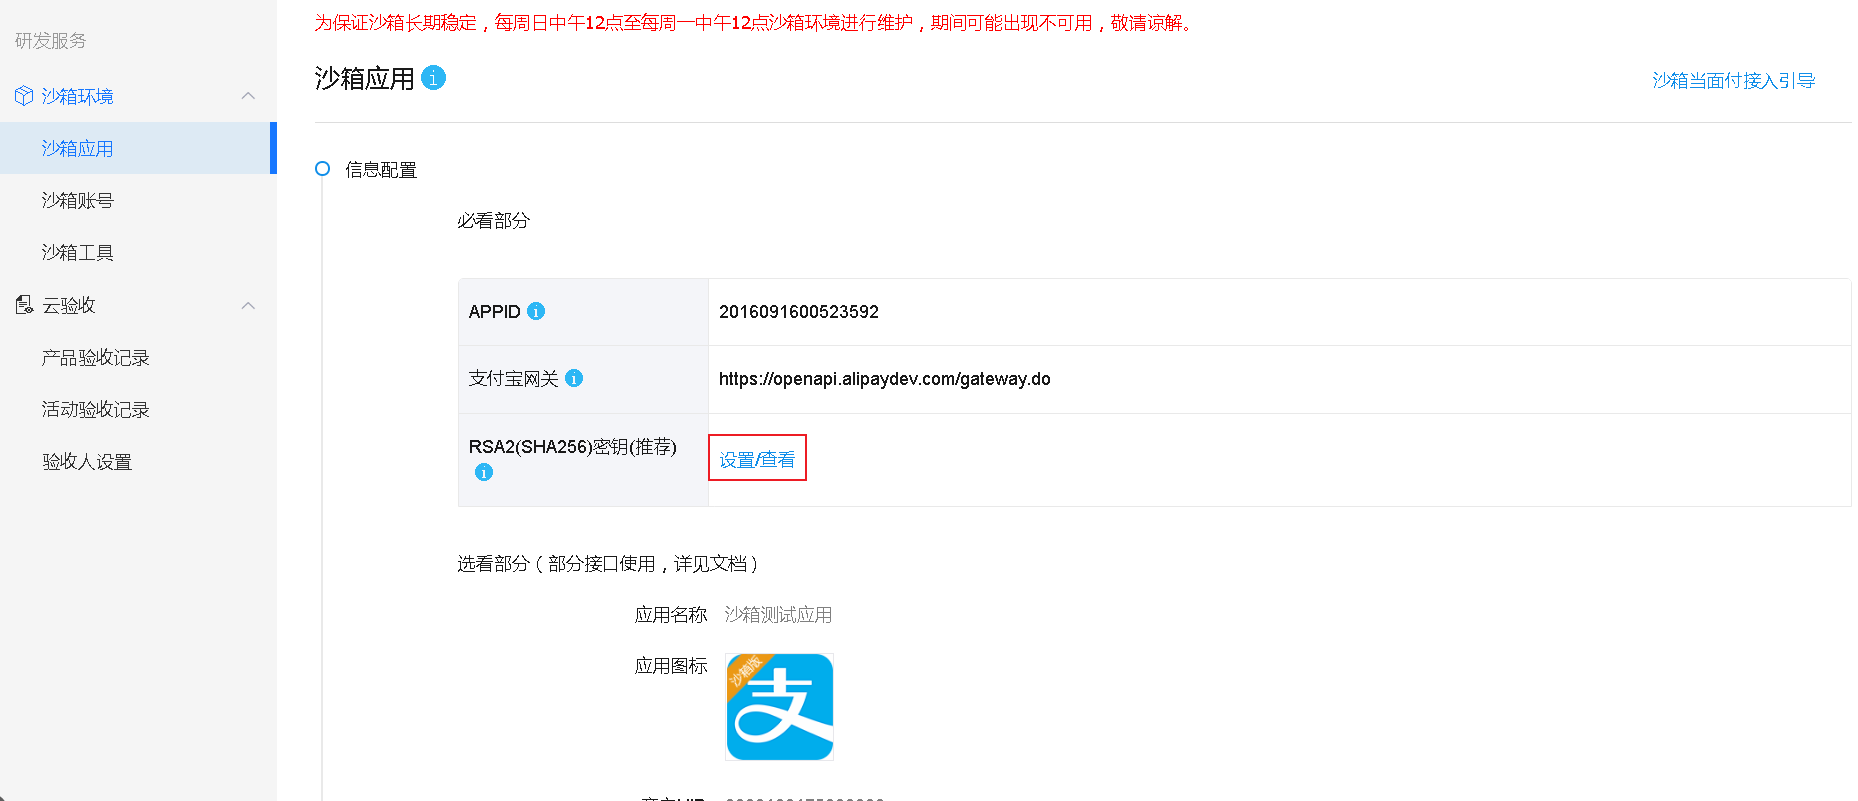 为保证沙箱长期稳定，每周日中午12点至每周一中午12点沙箱环境进行维护，期间可能出现不可用，敬请谅解。
研发服务
沙箱环境
沙箱应用
沙箱账号
沙箱工具
云验收
产品验收记录
活动验收记录
验收人设置
沙箱应用
沙箱当面付接入引导
信息配置
必看部分
APPID 2016091600523592
支付宝网关 https://openapi.alipaydev.com/gateway.do
RSA2(SHA256)密钥(推荐) 设置/查看
选看部分（部分接口使用，详见文档）
应用名称 沙箱测试应用
应用图标
沙箱版
支